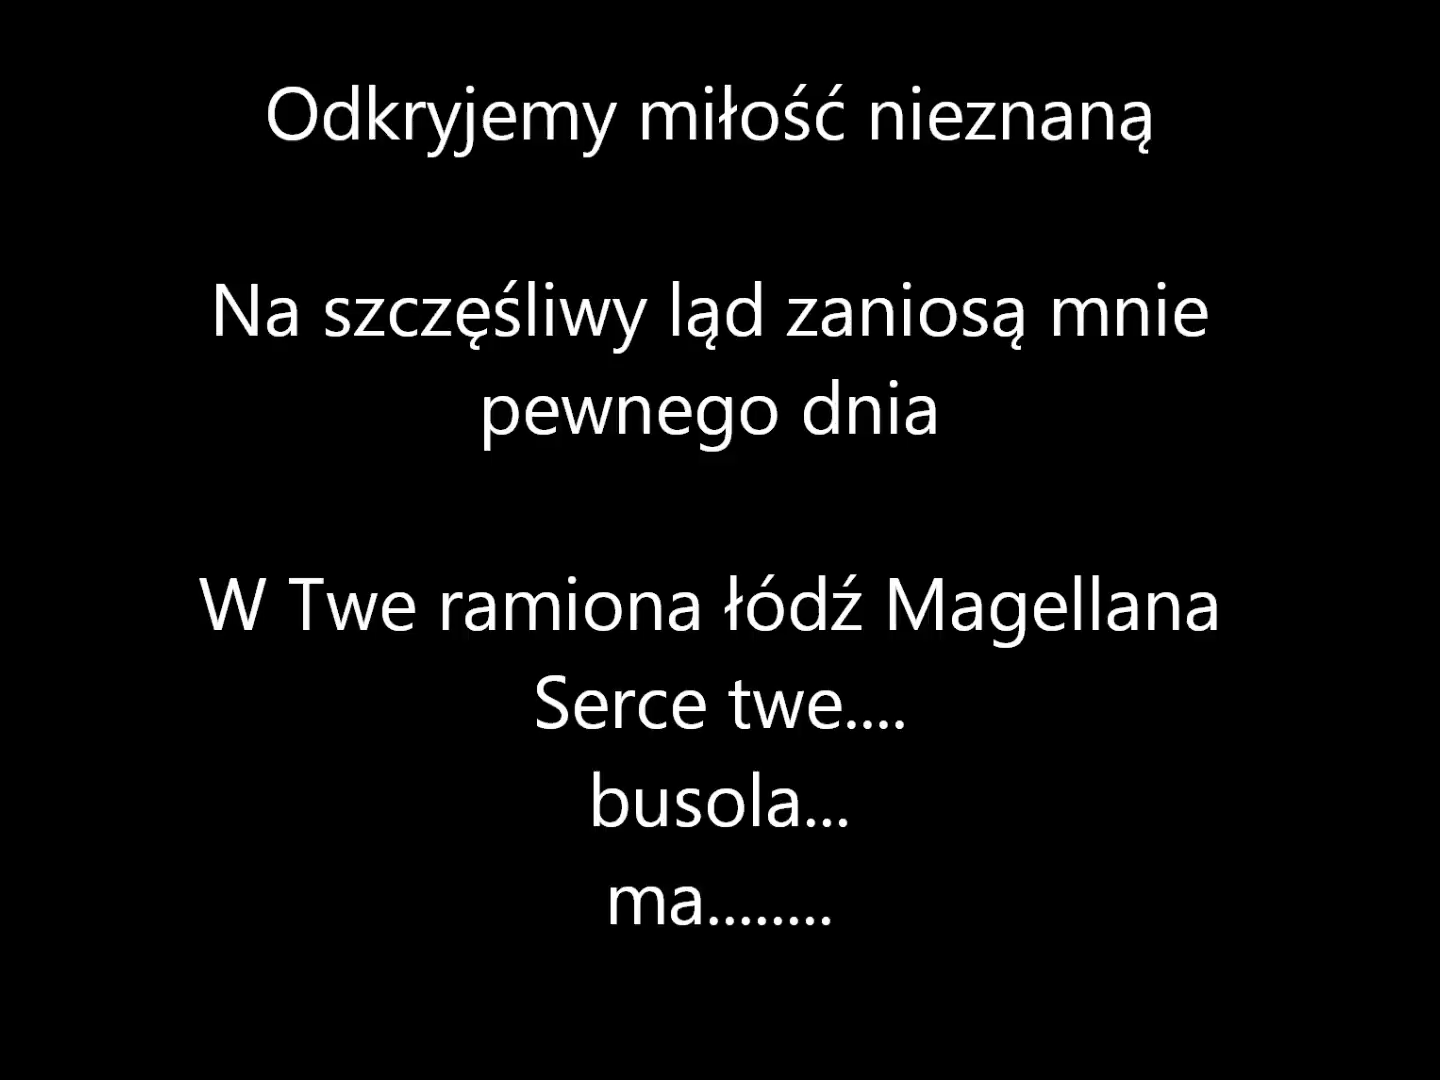 Odkryjemy miłość nieznaną
Na szczęśliwy ląd zaniosą mnie
pewnego dnia
W Twe ramiona łódź Magellana
Serce twe....
busola...
ma........